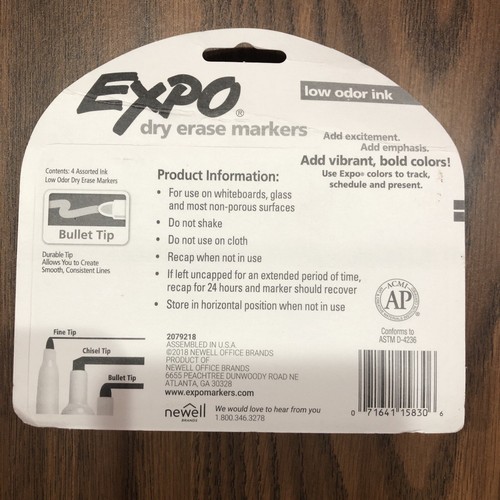 EXPO®
low odor ink
dry erase markers
Add excitement.
Add emphasis.
Add vibrant, bold colors!
Use Expo® colors to track,
schedule and present.
Contents: 4 Assorted Ink
Low Odor Dry Erase Markers
Bullet Tip
Durable Tip
Allows You to Create
Smooth, Consistent Lines
Product Information:
• For use on whiteboards, glass
and most non-porous surfaces
• Do not shake
• Do not use on cloth
• Recap when not in use
• If left uncapped for an extended period of time,
recap for 24 hours and marker should recover
• Store in horizontal position when not in use
ACMI
AP
Conforms to
ASTM D-4236
Fine Tip
Chisel Tip
Bullet Tip
2079218
ASSEMBLED IN U.S.A.
©2018 NEWELL OFFICE BRANDS
PRODUCT OF
NEWELL OFFICE BRANDS
6655 PEACHTREE DUNWOODY ROAD NE
ATLANTA, GA 30328
www.expomarkers.com
newell
BRANDS
We would love to hear from you
1.800.346.3278
0 71641 15830 6